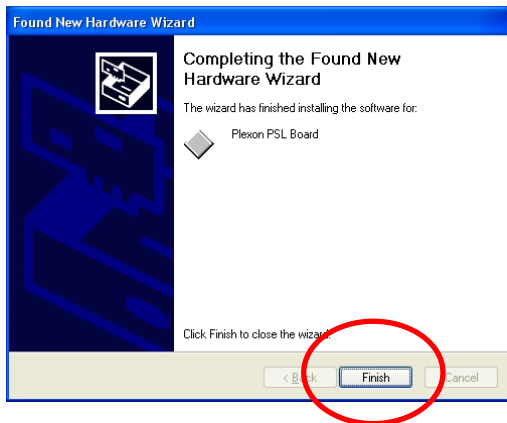 Found New Hardware Wizard
Completing the Found New
Hardware Wizard
The wizard has finished installing the software for:
Plexon PSL Board
Click Finish to close the wizard.
< Back Finish Cancel